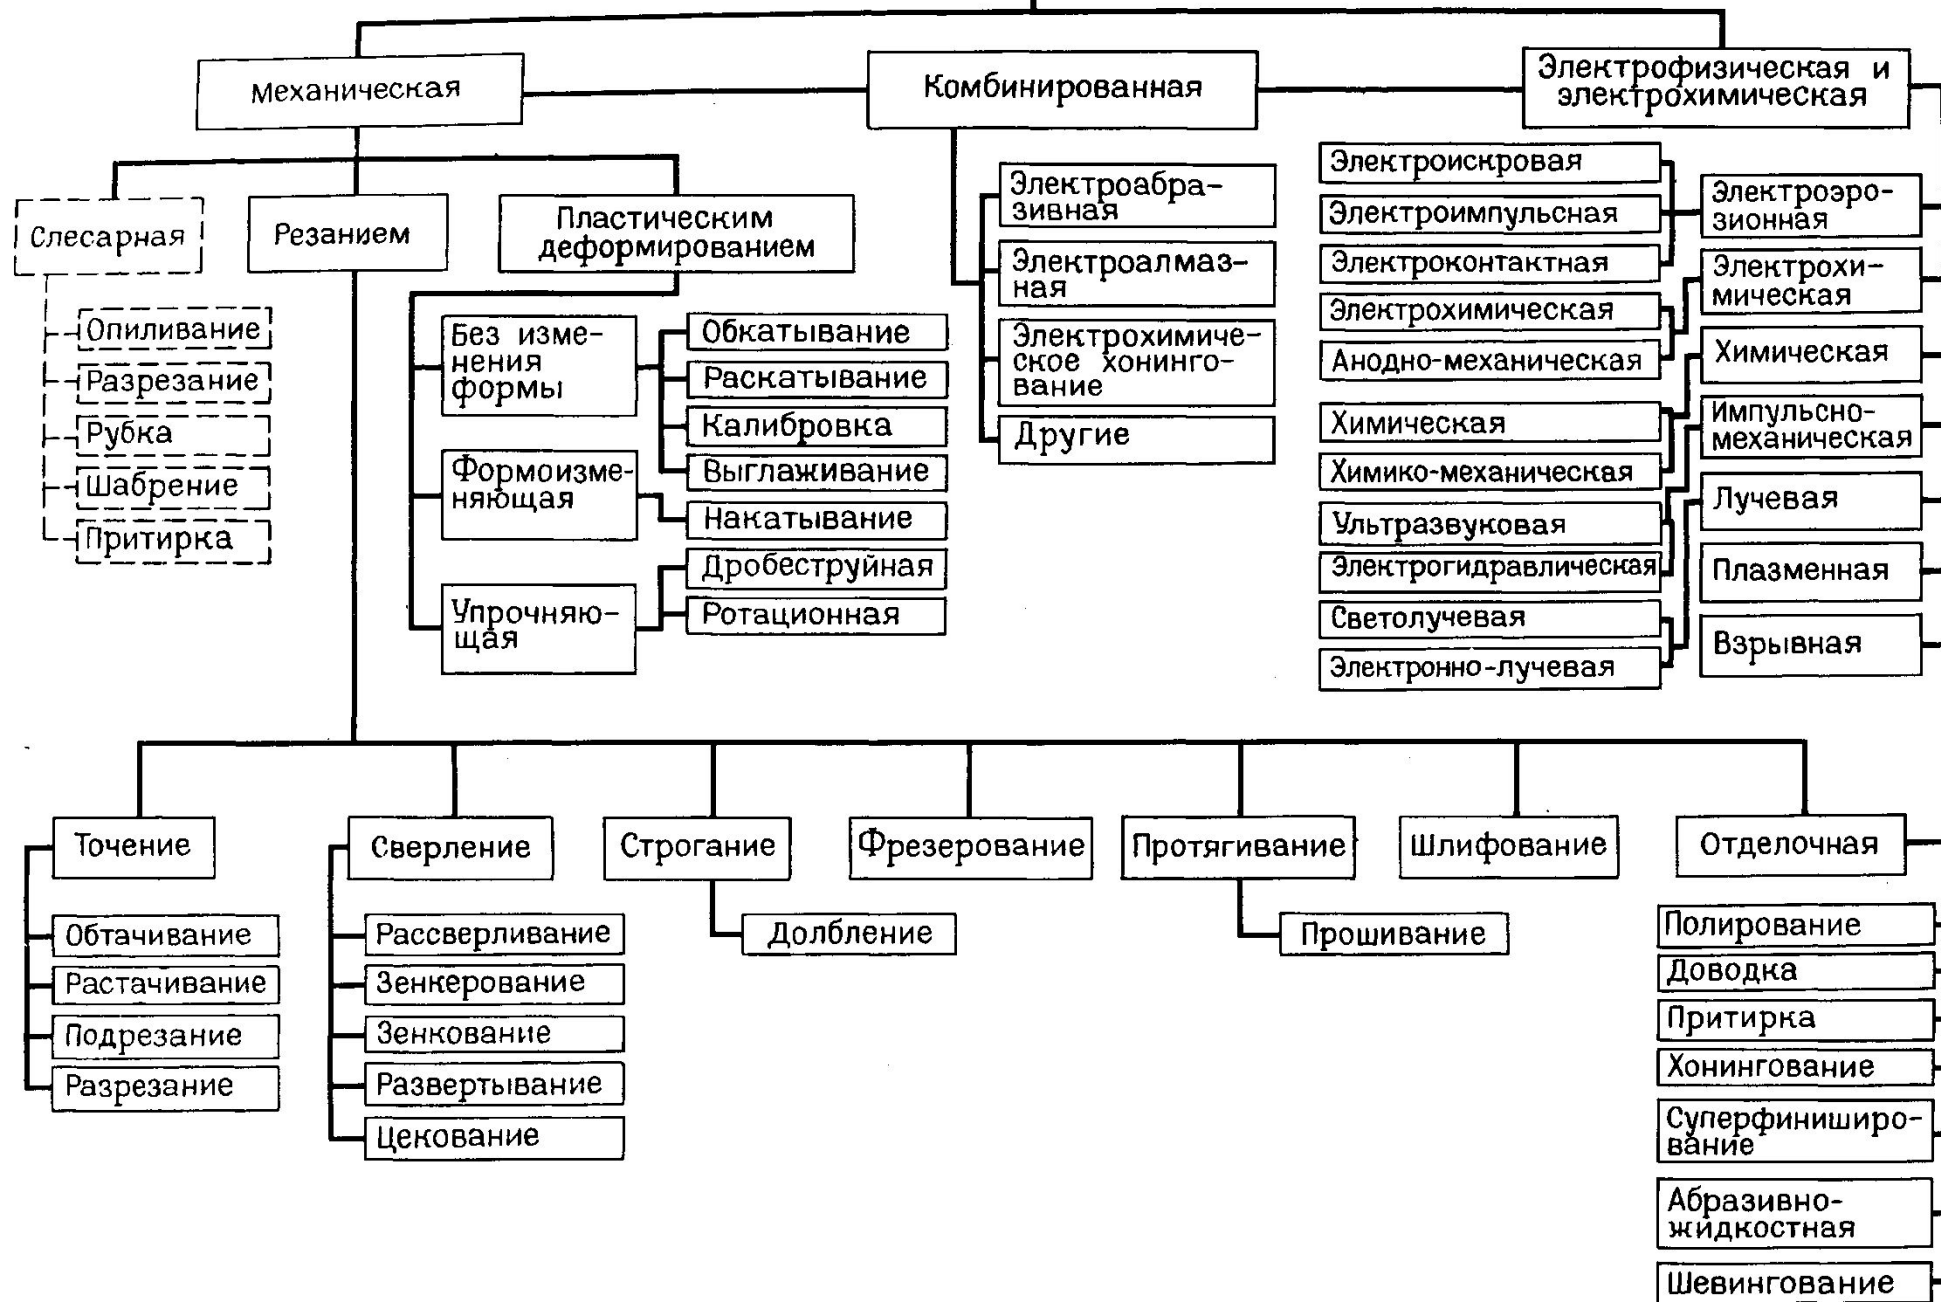 Механическая
Комбинированная
Электрофизическая и
электрохимическая
Слесарная
Опиливание
Разрезание
Рубка
Шабрение
Притирка
Резанием
Пластическим
деформированием
Без изме-
нения
формы
Обкатывание
Раскатывание
Калибровка
Выглаживание
Формоизме-
няющая
Накатывание
Упрочняю-
щая
Дробеструйная
Ротационная
Электроабра-
зивная
Электроалмаз-
ная
Электрохимиче-
ское хонинго-
вание
Другие
Электроискровая
Электроимпульсная
Электроконтактная
Электрохимическая
Анодно-механическая
Химическая
Химико-механическая
Ультразвуковая
Электрогидравлическая
Светолучевая
Электронно-лучевая
Электроэро-
зионная
Электрохи-
мическая
Химическая
Импульсно-
механическая
Лучевая
Плазменная
Взрывная
Точение
Обтачивание
Растачивание
Подрезание
Разрезание
Сверление
Рассверливание
Зенкерование
Зенкование
Развертывание
Цекование
Строгание
Долбление
Фрезерование
Протягивание
Прошивание
Шлифование
Отделочная
Полирование
Доводка
Притирка
Хонингование
Суперфиниширо-
вание
Абразивно-
жидкостная
Шевингование